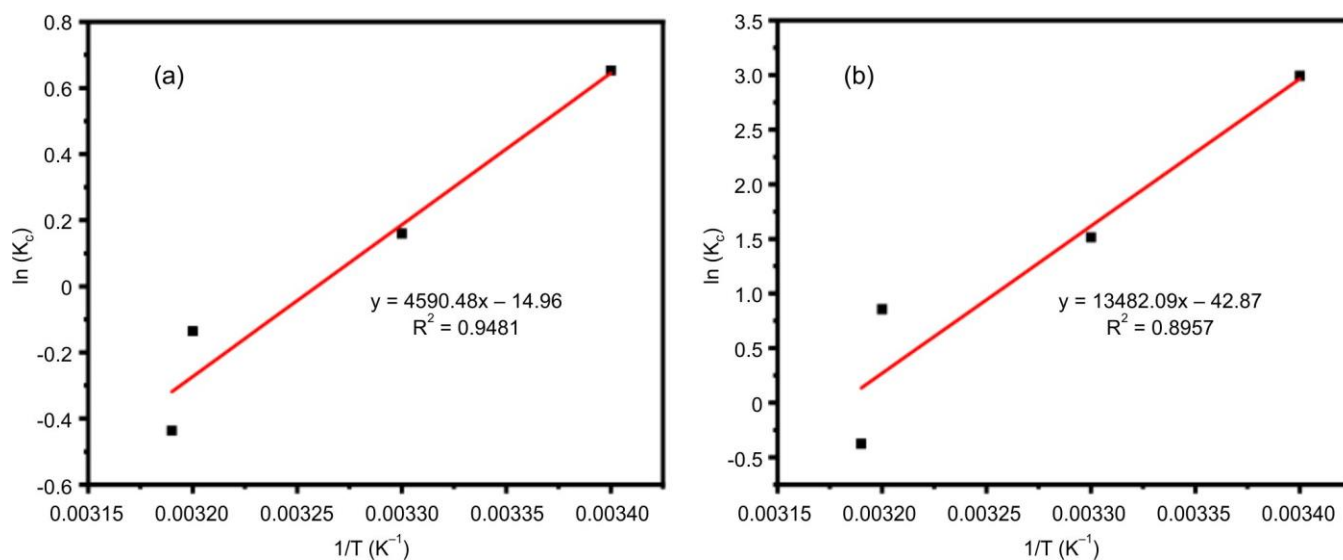 (a)
0.8
0.6
0.4
0.2
0
-0.2
-0.4
-0.6
ln (K_c)
y = 4590.48x – 14.96
R² = 0.9481
0.00315 0.00320 0.00325 0.00330 0.00335 0.00340
1/T (K⁻¹)
(b)
3.5
3.0
2.5
2.0
1.5
1.0
0.5
0
-0.5
ln (K_c)
y = 13482.09x – 42.87
R² = 0.8957
0.00315 0.00320 0.00325 0.00330 0.00335 0.00340
1/T (K⁻¹)